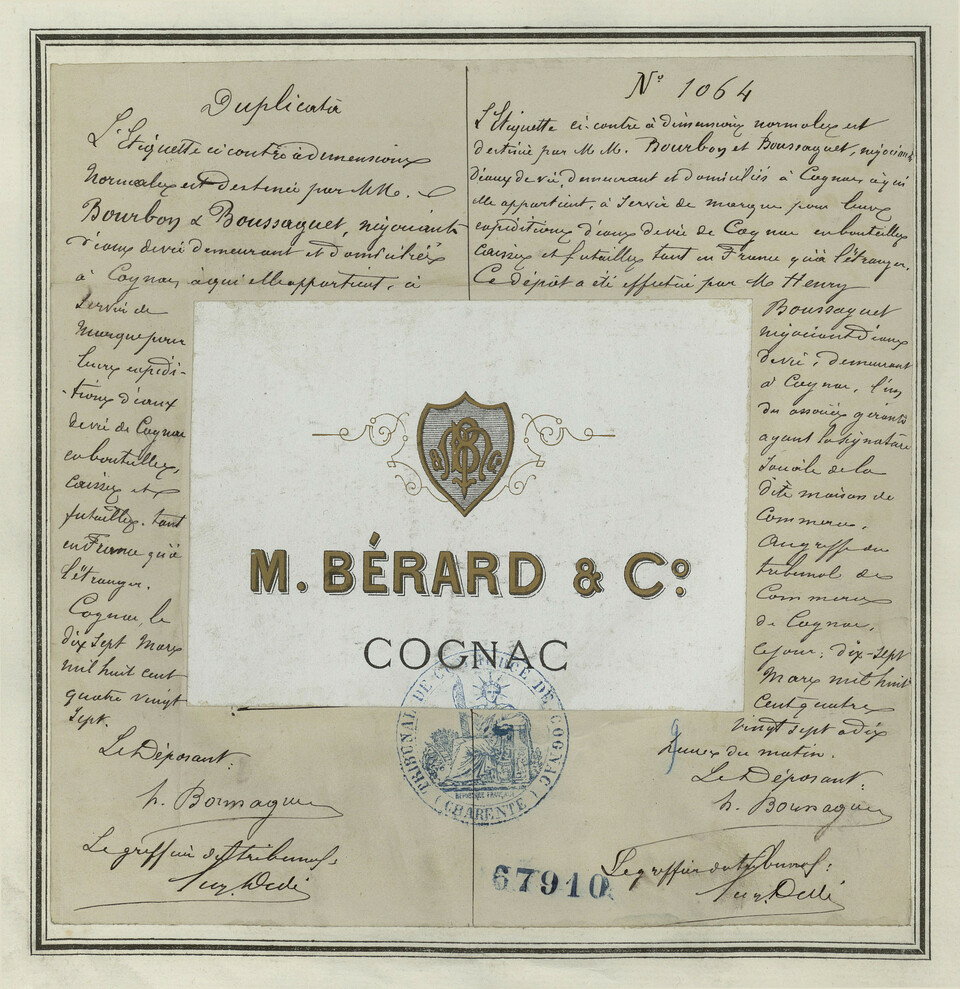 Duplicata
L'Etiquette ci contre à dimensions
Normales est destinée par MM.
Bourbon & Boussaguet, négociants
d'eaux de vie demeurant et domiciliés
à Cognac, à qui elle appartient, à
servir de
Marque pour
leurs expédi-
-tions d'eaux
de vie de Cognac
en bouteilles,
caisses et
futailles. tant
en France qu'à
l'étranger.
Cognac, le
dix sept Mars
mil huit cent
quatre vingt
sept.
Le Déposant:
h. Boussaguet
Le greffier du tribunal:
No 1064
L'Etiquette ci-contre à dimensions normales est
destinée par M M. Bourbon et Boussaguet, négociants
d'eaux de vie, demeurant et domiciliés à Cognac, à qui
elle appartient, à servir de marque pour leurs
expéditions d'eaux de vie de Cognac en bouteilles
caisses et futailles tant en France qu'à l'étranger.
Ce dépôt a été effectué par M. Henry
Boussaguet
négociant d'eaux
de vie, demeurant
à Cognac, l'un
des associés gérants
ayant la signature
sociale de la
dite maison de
Commerce.
Au greffe du
tribunal de
Commerce
de Cognac,
ce jour: dix-sept
Mars mil huit
Cent quatre
vingt sept à dix
heures du matin.
Le Déposant:
h. Boussaguet
Le greffier du tribunal:
M. BÉRARD & Co
COGNAC
TRIBUNAL DE COMMERCE DE COGNAC
REPUBLIQUE FRANÇAISE
(CHARENTE)
67910